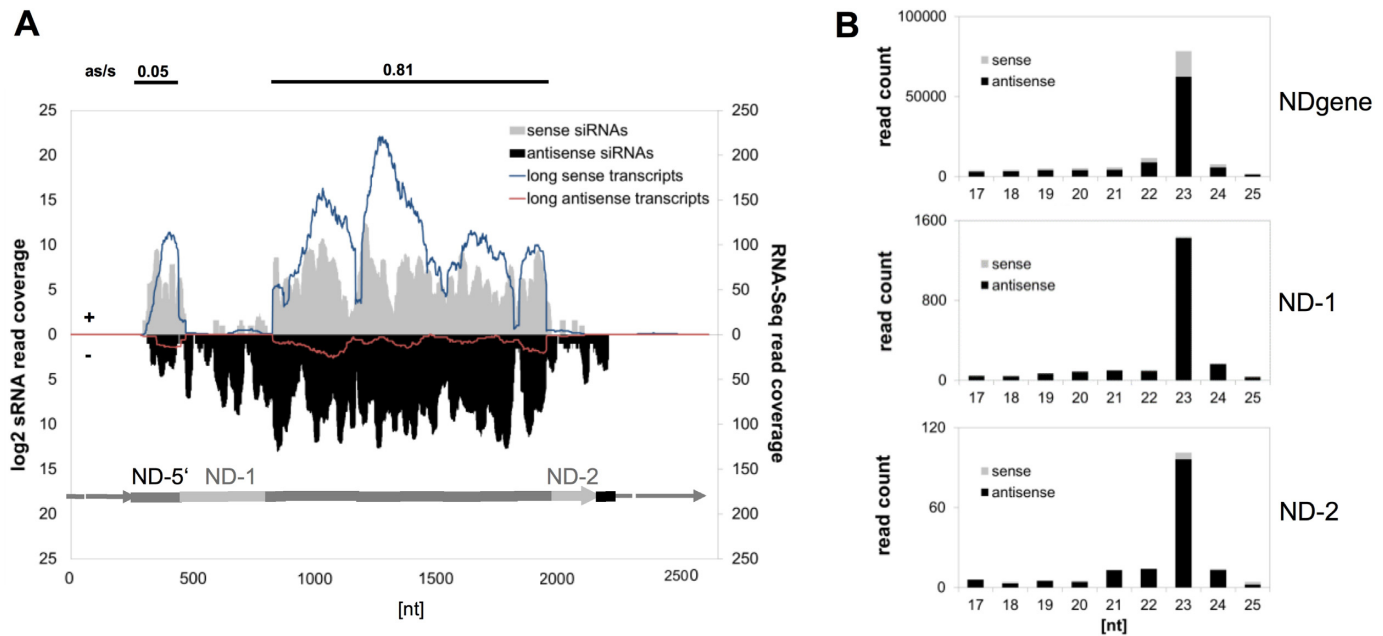 A
as/s 0.05 0.81
25 250
20 200
15 150
10 100
5 50
0 0
5 50
10 100
15 150
20 200
25 250
+
-
sense siRNAs
antisense siRNAs
long sense transcripts
long antisense transcripts
log2 sRNA read coverage
RNA-Seq read coverage
ND-5‘ ND-1 ND-2
0 500 1000 1500 2000 2500
[nt]
B
read count
100000
50000
0
sense
antisense
17 18 19 20 21 22 23 24 25
NDgene
read count
1600
800
0
sense
antisense
17 18 19 20 21 22 23 24 25
ND-1
read count
120
60
0
sense
antisense
17 18 19 20 21 22 23 24 25
[nt]
ND-2